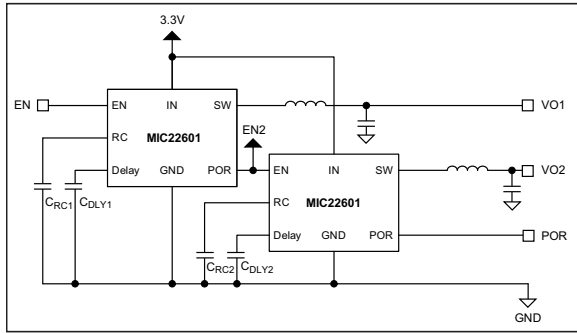 3.3V
EN
EN IN SW
VO1
RC
MIC22601
EN2
Delay GND POR
EN IN SW
VO2
CRC1
CDLY1
RC
MIC22601
Delay GND POR
POR
CRC2
CDLY2
GND